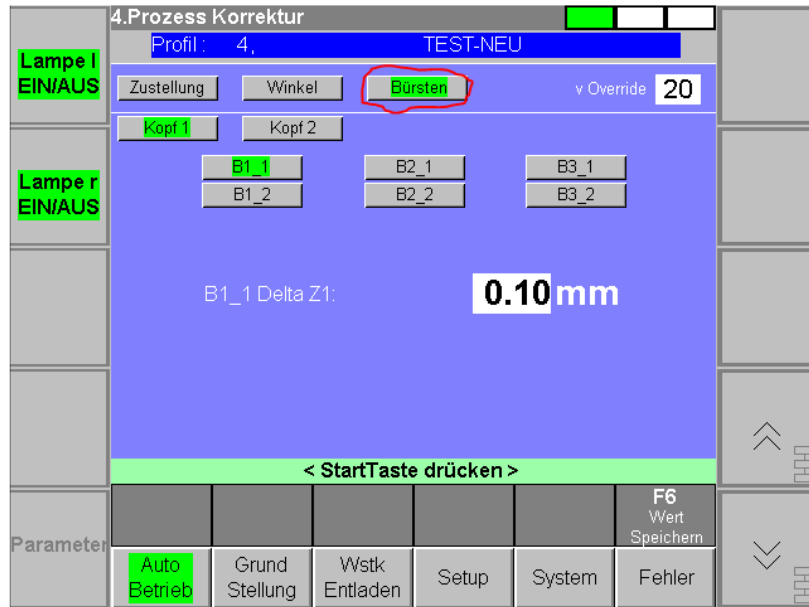 4.Prozess Korrektur
Profil : 4, TEST-NEU
Lampe l
EIN/AUS
Zustellung Winkel Bürsten v Override 20
Kopf 1 Kopf 2
B1_1 B2_1 B3_1
Lampe r
EIN/AUS
B1_2 B2_2 B3_2
B1_1 Delta Z1: 0.10 mm
< StartTaste drücken >
F6
Wert
Speichern
Parameter
Auto
Betrieb
Grund
Stellung
Wstk
Entladen
Setup
System
Fehler